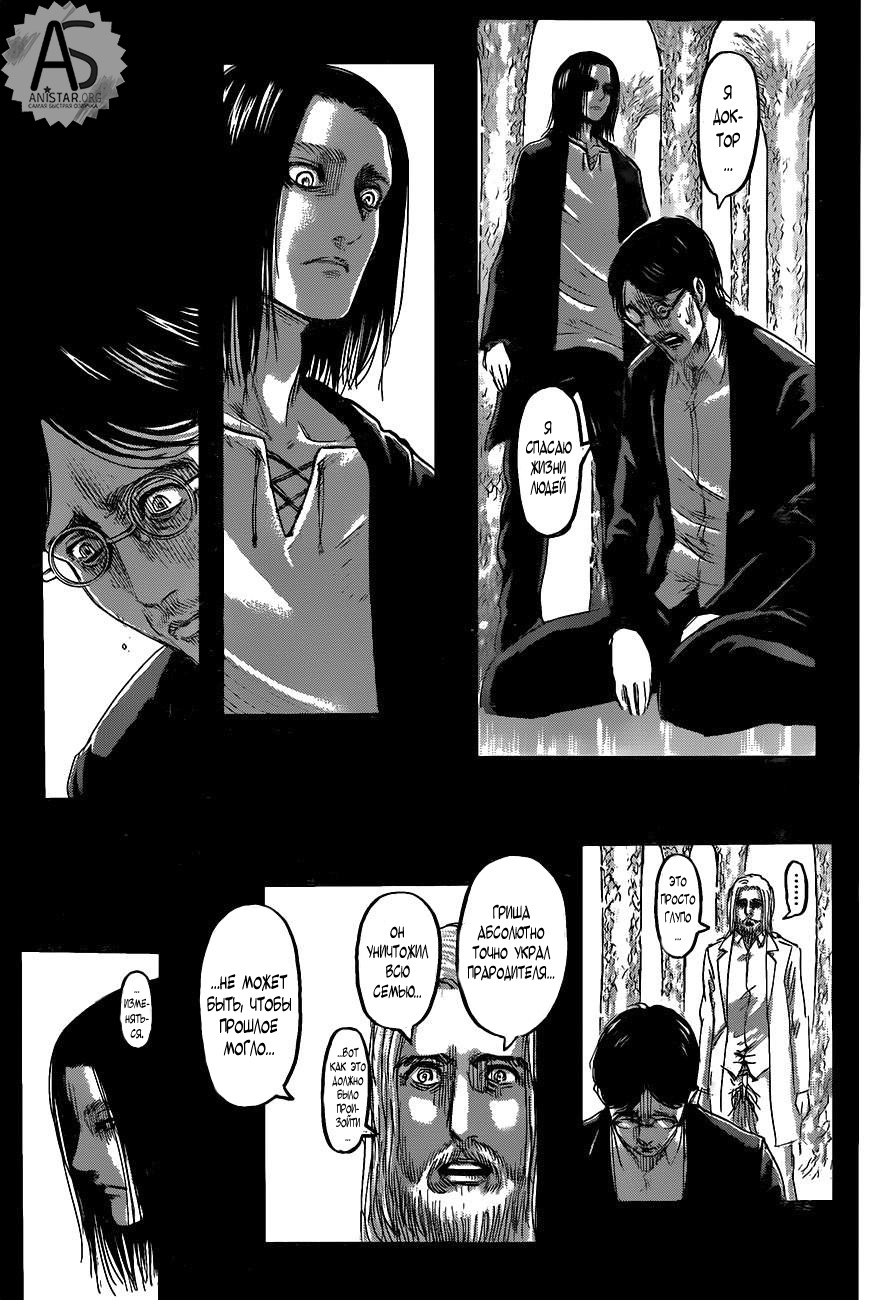 AS
ANISTAR.ORG
САМАЯ БЫСТРАЯ ОЗВУЧКА
Я
ДОК-
ТОР
...
Я
СПАСАЮ
ЖИЗНИ
ЛЮДЕЙ
......
ЭТО
ПРОСТО
ГЛУПО
...
ГРИША
АБСОЛЮТНО
ТОЧНО УКРАЛ
ПРАРОДИТЕЛЯ...
ОН
УНИЧТОЖИЛ
ВСЮ
СЕМЬЮ...
...ВОТ
КАК ЭТО
ДОЛЖНО
БЫЛО
ПРОИ-
ЗОЙТИ
...
...НЕ МОЖЕТ
БЫТЬ, ЧТОБЫ
ПРОШЛОЕ
МОГЛО...
...
ИЗМЕ-
НЯТЬ-
СЯ.